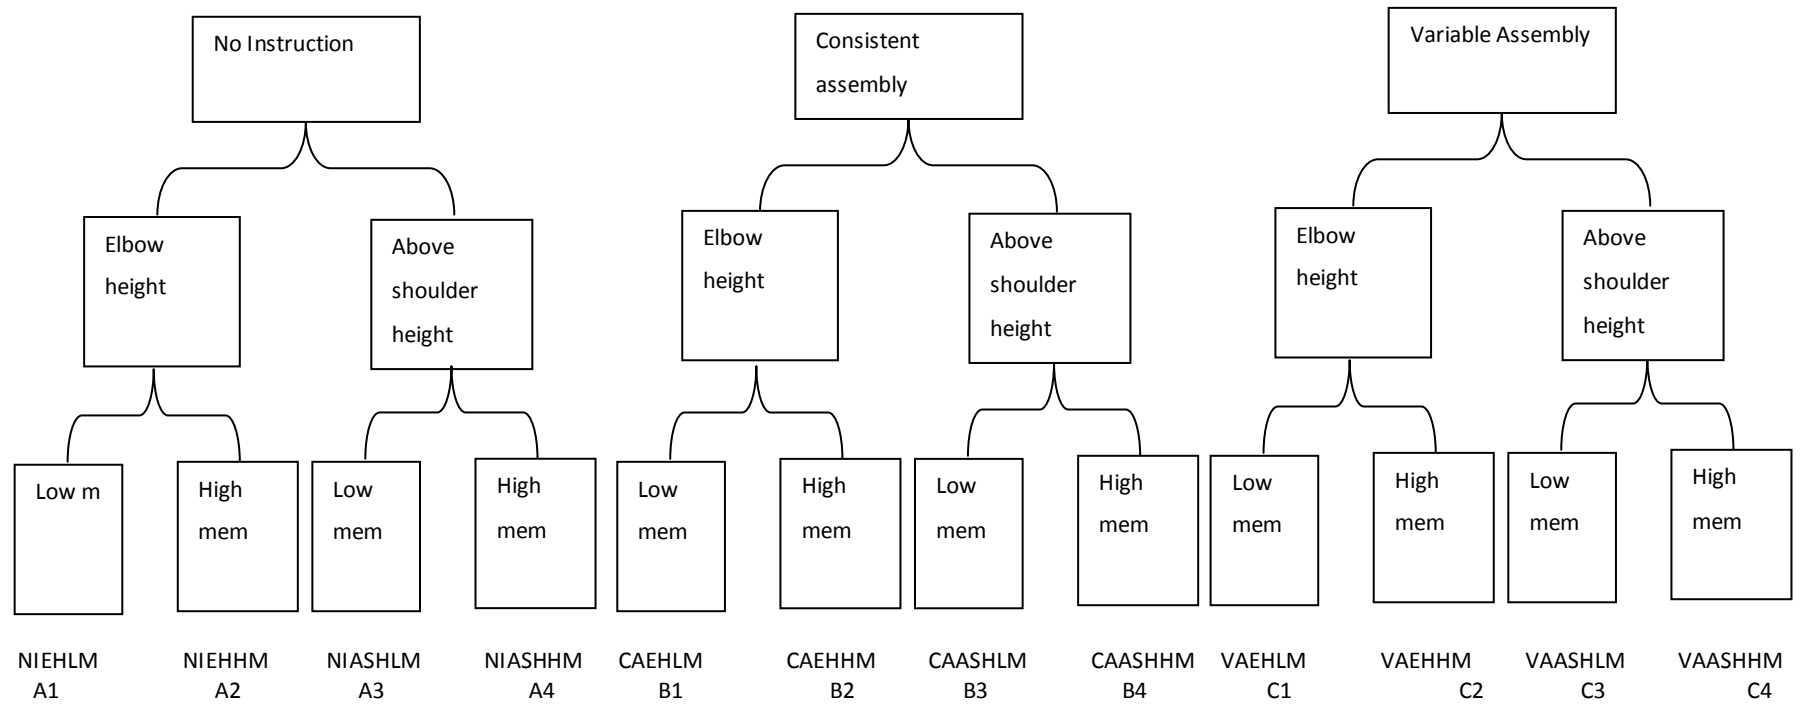 No Instruction
Consistent
assembly
Variable Assembly
Elbow
height
Above
shoulder
height
Elbow
height
Above
shoulder
height
Elbow
height
Above
shoulder
height
Low m
High
mem
Low
mem
High
mem
Low
mem
High
mem
Low
mem
High
mem
Low
mem
High
mem
Low
mem
High
mem
NIEHLM NIEHHM NIASHLM NIASHHM CAEHLM CAEHHM CAASHLM CAASHHM VAEHLM VAEHHM VAASHLM VAASHHM
A1 A2 A3 A4 B1 B2 B3 B4 C1 C2 C3 C4